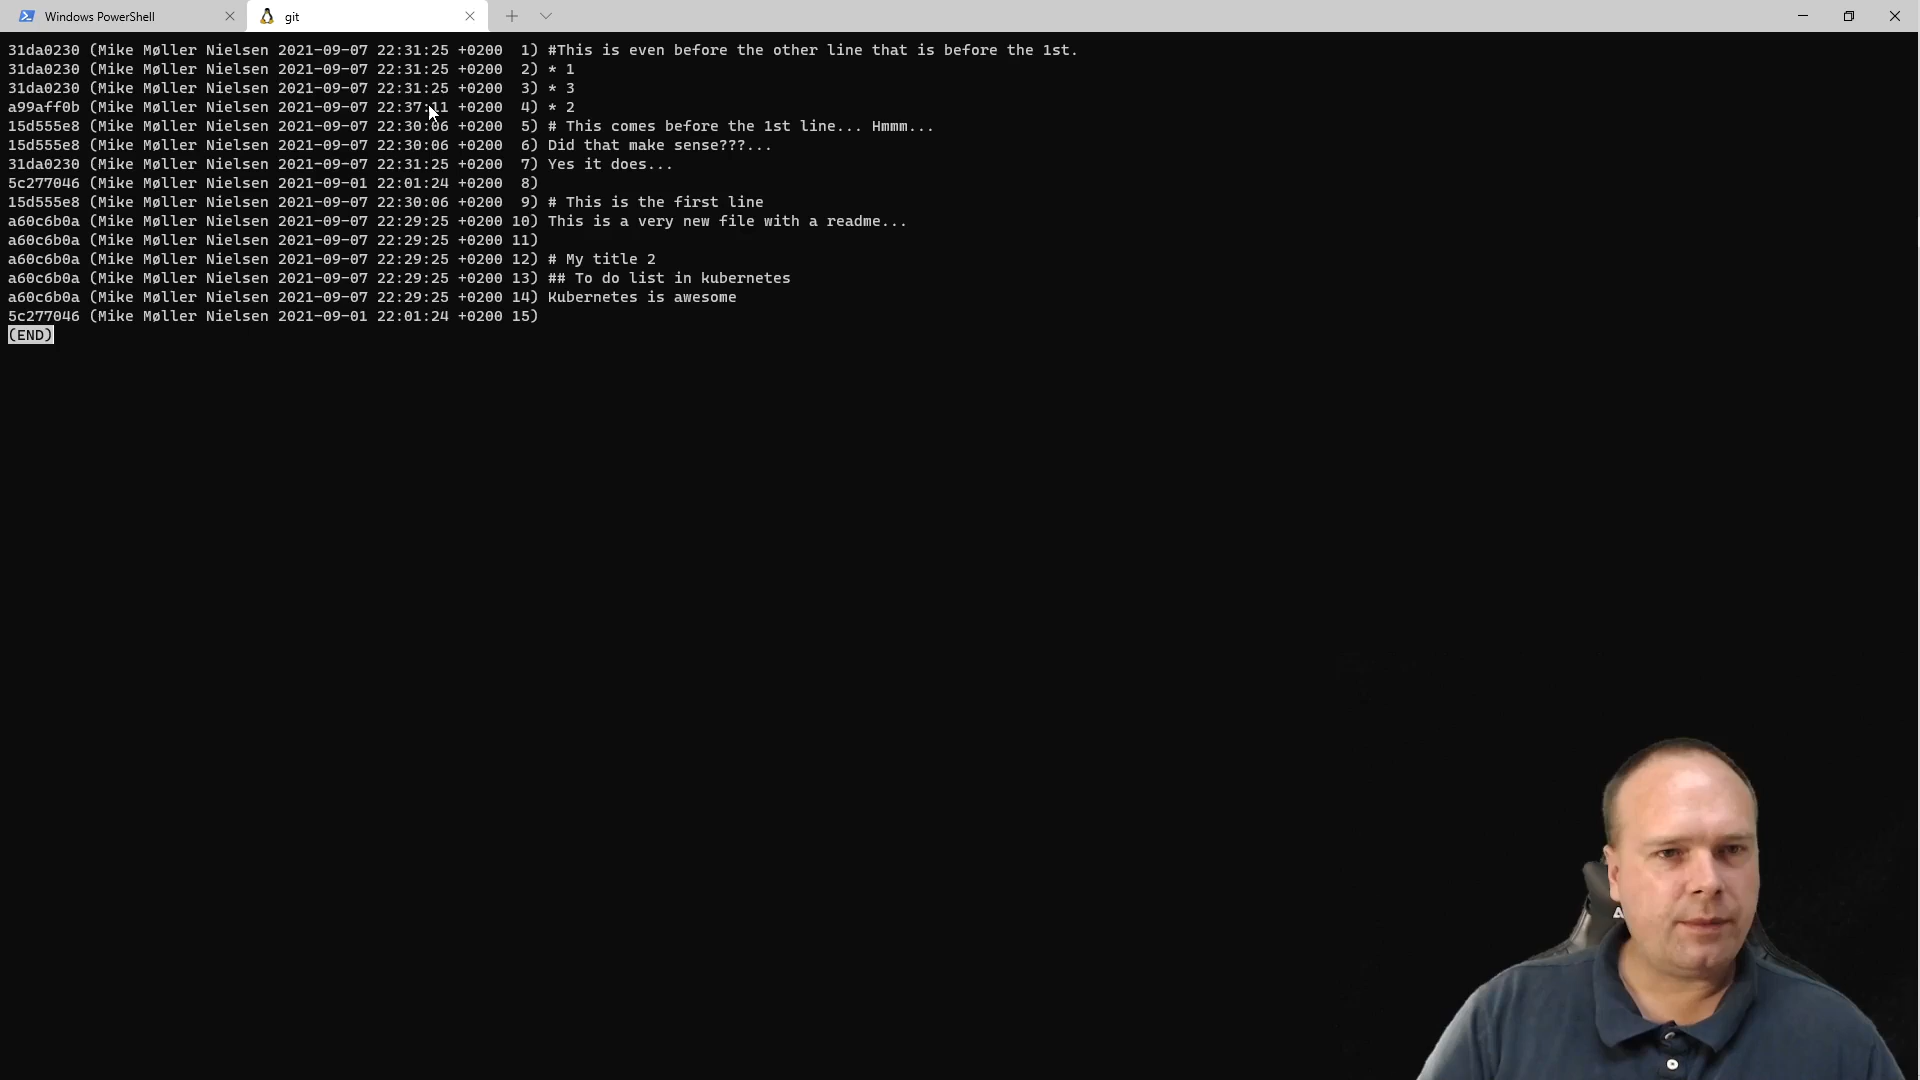 Windows PowerShell
git
31da0230 (Mike Møller Nielsen 2021-09-07 22:31:25 +0200  1) #This is even before the other line that is before the 1st.
31da0230 (Mike Møller Nielsen 2021-09-07 22:31:25 +0200  2) * 1
31da0230 (Mike Møller Nielsen 2021-09-07 22:31:25 +0200  3) * 3
a99aff0b (Mike Møller Nielsen 2021-09-07 22:37:11 +0200  4) * 2
15d555e8 (Mike Møller Nielsen 2021-09-07 22:30:06 +0200  5) # This comes before the 1st line... Hmmm...
15d555e8 (Mike Møller Nielsen 2021-09-07 22:30:06 +0200  6) Did that make sense???...
31da0230 (Mike Møller Nielsen 2021-09-07 22:31:25 +0200  7) Yes it does...
5c277046 (Mike Møller Nielsen 2021-09-01 22:01:24 +0200  8)
15d555e8 (Mike Møller Nielsen 2021-09-07 22:30:06 +0200  9) # This is the first line
a60c6b0a (Mike Møller Nielsen 2021-09-07 22:29:25 +0200 10) This is a very new file with a readme...
a60c6b0a (Mike Møller Nielsen 2021-09-07 22:29:25 +0200 11)
a60c6b0a (Mike Møller Nielsen 2021-09-07 22:29:25 +0200 12) # My title 2
a60c6b0a (Mike Møller Nielsen 2021-09-07 22:29:25 +0200 13) ## To do list in kubernetes
a60c6b0a (Mike Møller Nielsen 2021-09-07 22:29:25 +0200 14) Kubernetes is awesome
5c277046 (Mike Møller Nielsen 2021-09-01 22:01:24 +0200 15)
(END)